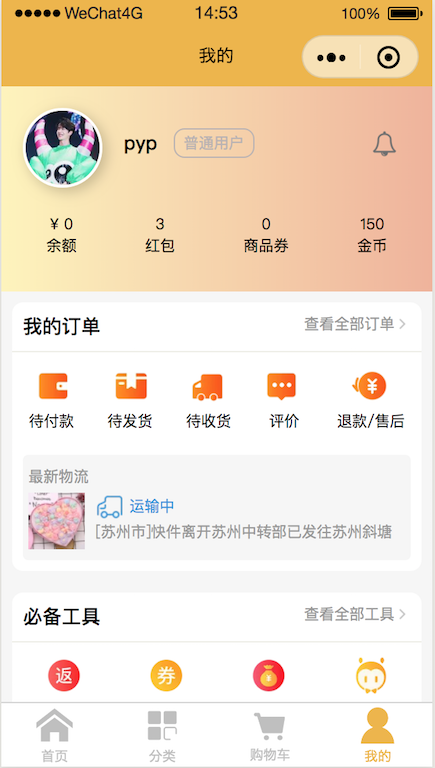 WeChat4G 14:53 100%
我的
pyp 普通用户
¥ 0 3 0 150
余额 红包 商品券 金币
我的订单 查看全部订单
待付款 待发货 待收货 评价 退款/售后
最新物流
运输中
[苏州市]快件离开苏州中转部已发往苏州斜塘
必备工具 查看全部工具
返 券
首页 分类 购物车 我的